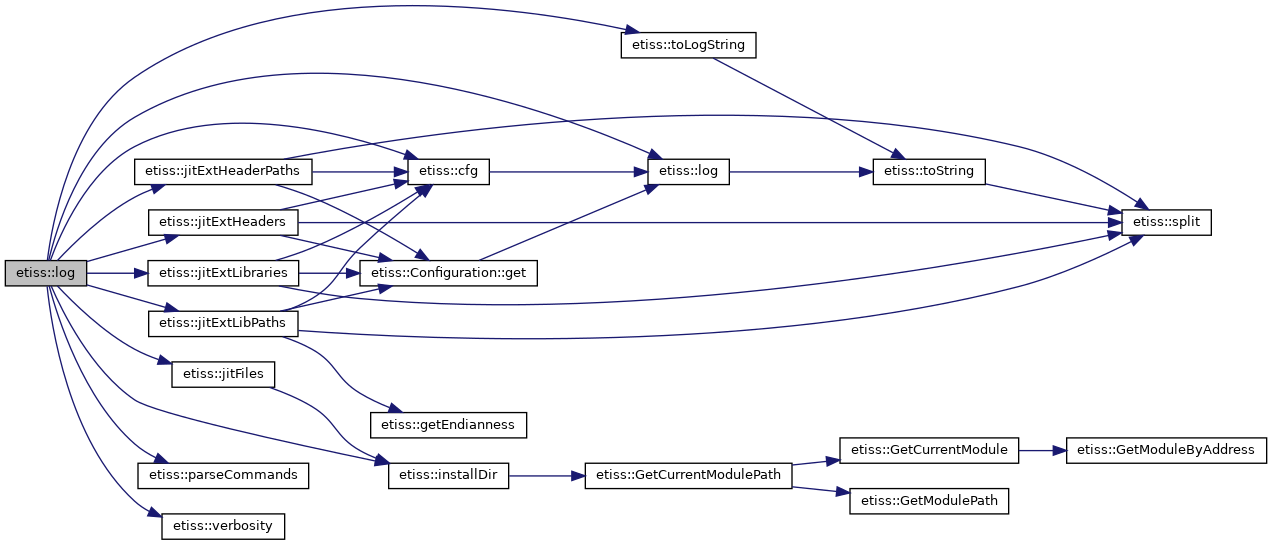 etiss::toLogString
etiss::jitExtHeaderPaths
etiss::cfg
etiss::log
etiss::toString
etiss::jitExtHeaders
etiss::split
etiss::log
etiss::jitExtLibraries
etiss::Configuration::get
etiss::jitExtLibPaths
etiss::jitFiles
etiss::getEndianness
etiss::GetCurrentModule
etiss::GetModuleByAddress
etiss::parseCommands
etiss::installDir
etiss::GetCurrentModulePath
etiss::GetModulePath
etiss::verbosity